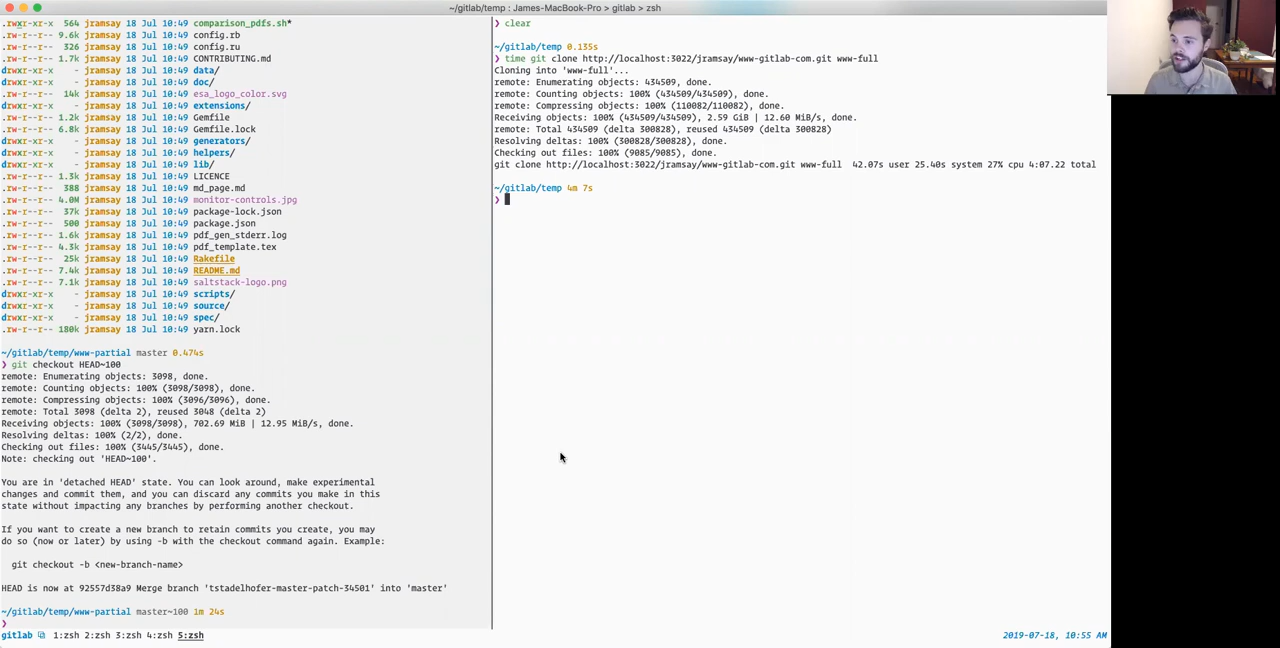 ~/gitlab/temp : James-MacBook-Pro > gitlab > zsh
.rwxr-xr-x 564 jramsay 18 Jul 10:49 comparison_pdfs.sh*
.rw-r--r-- 9.6k jramsay 18 Jul 10:49 config.rb
.rw-r--r-- 326 jramsay 18 Jul 10:49 config.ru
.rw-r--r-- 1.7k jramsay 18 Jul 10:49 CONTRIBUTING.md
drwxr-xr-x - jramsay 18 Jul 10:49 data/
drwxr-xr-x - jramsay 18 Jul 10:49 doc/
.rw-r--r-- 14k jramsay 18 Jul 10:49 esa_logo_color.svg
drwxr-xr-x - jramsay 18 Jul 10:49 extensions/
.rw-r--r-- 1.2k jramsay 18 Jul 10:49 Gemfile
.rw-r--r-- 6.8k jramsay 18 Jul 10:49 Gemfile.lock
drwxr-xr-x - jramsay 18 Jul 10:49 generators/
drwxr-xr-x - jramsay 18 Jul 10:49 helpers/
drwxr-xr-x - jramsay 18 Jul 10:49 lib/
.rw-r--r-- 1.3k jramsay 18 Jul 10:49 LICENCE
.rw-r--r-- 388 jramsay 18 Jul 10:49 md_page.md
.rw-r--r-- 4.0M jramsay 18 Jul 10:49 monitor-controls.jpg
.rw-r--r-- 37k jramsay 18 Jul 10:49 package-lock.json
.rw-r--r-- 500 jramsay 18 Jul 10:49 package.json
.rw-r--r-- 1.6k jramsay 18 Jul 10:49 pdf_gen_stderr.log
.rw-r--r-- 4.3k jramsay 18 Jul 10:49 pdf_template.tex
.rw-r--r-- 25k jramsay 18 Jul 10:49 Rakefile
.rw-r--r-- 7.4k jramsay 18 Jul 10:49 README.md
.rw-r--r-- 7.1k jramsay 18 Jul 10:49 saltstack-logo.png
drwxr-xr-x - jramsay 18 Jul 10:49 scripts/
drwxr-xr-x - jramsay 18 Jul 10:49 source/
drwxr-xr-x - jramsay 18 Jul 10:49 spec/
.rw-r--r-- 180k jramsay 18 Jul 10:49 yarn.lock
~/gitlab/temp/www-partial master 0.474s
❯ git checkout HEAD~100
remote: Enumerating objects: 3098, done.
remote: Counting objects: 100% (3098/3098), done.
remote: Compressing objects: 100% (3096/3096), done.
remote: Total 3098 (delta 2), reused 3048 (delta 2)
Receiving objects: 100% (3098/3098), 702.69 MiB | 12.95 MiB/s, done.
Resolving deltas: 100% (2/2), done.
Checking out files: 100% (3445/3445), done.
Note: checking out 'HEAD~100'.
You are in 'detached HEAD' state. You can look around, make experimental
changes and commit them, and you can discard any commits you make in this
state without impacting any branches by performing another checkout.
If you want to create a new branch to retain commits you create, you may
do so (now or later) by using -b with the checkout command again. Example:
git checkout -b <new-branch-name>
HEAD is now at 92557d38a9 Merge branch 'tstadelhofer-master-patch-34501' into 'master'
~/gitlab/temp/www-partial master~100 1m 24s
❯
❯ clear
~/gitlab/temp 0.135s
❯ time git clone http://localhost:3022/jramsay/www-gitlab-com.git www-full
Cloning into 'www-full'...
remote: Enumerating objects: 434509, done.
remote: Counting objects: 100% (434509/434509), done.
remote: Compressing objects: 100% (110082/110082), done.
Receiving objects: 100% (434509/434509), 2.59 GiB | 12.60 MiB/s, done.
remote: Total 434509 (delta 300828), reused 434509 (delta 300828)
Resolving deltas: 100% (300828/300828), done.
Checking out files: 100% (9085/9085), done.
git clone http://localhost:3022/jramsay/www-gitlab-com.git www-full 42.07s user 25.40s system 27% cpu 4:07.22 total
~/gitlab/temp 4m 7s
❯
gitlab 1:zsh 2:zsh 3:zsh 4:zsh 5:zsh
2019-07-18, 10:55 AM